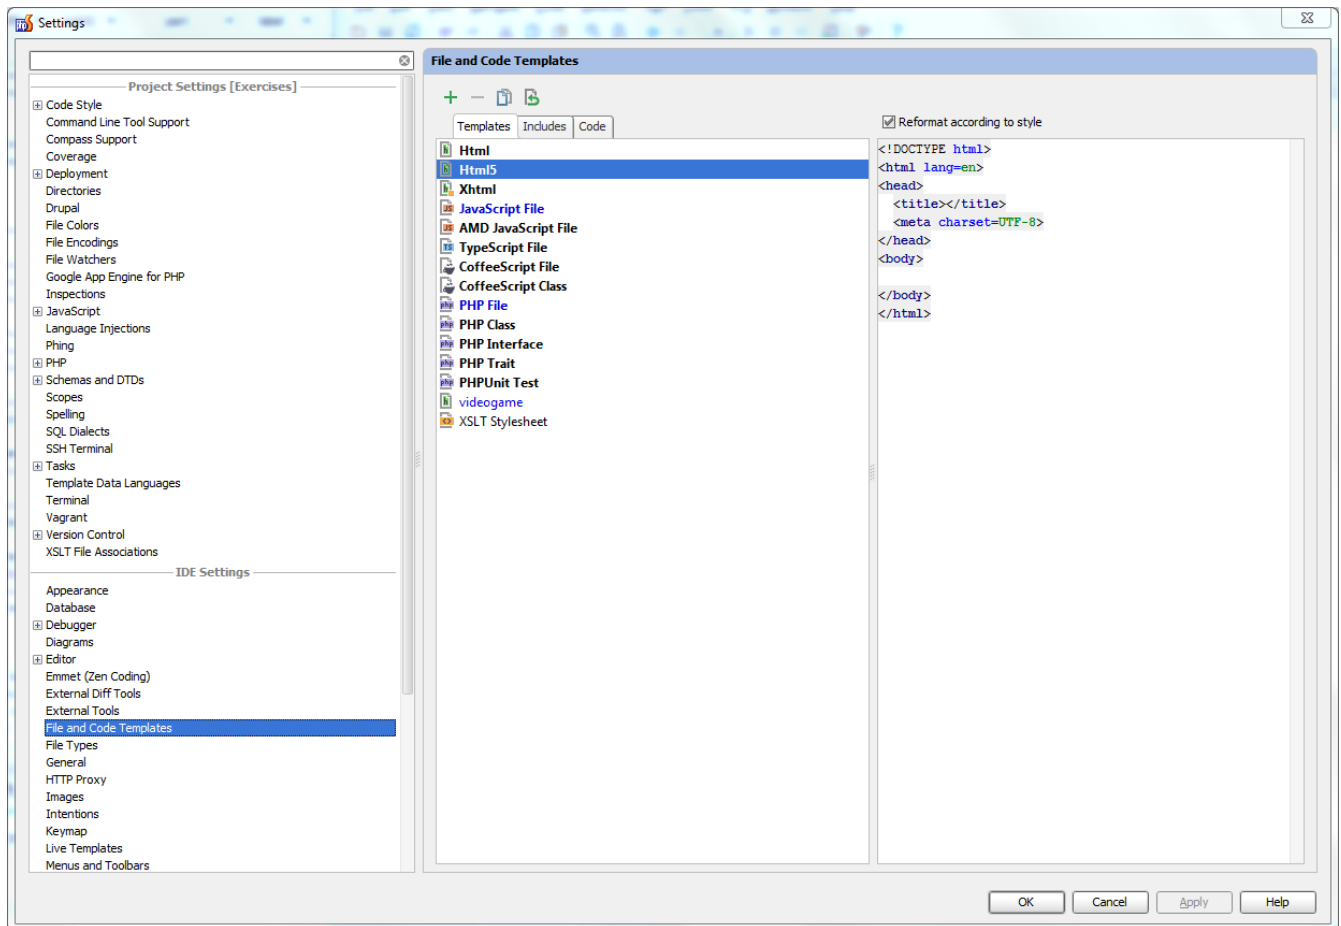 Settings
Project Settings [Exercises]
Code Style
Command Line Tool Support
Compass Support
Coverage
Deployment
Directories
Drupal
File Colors
File Encodings
File Watchers
Google App Engine for PHP
Inspections
JavaScript
Language Injections
Phing
PHP
Schemas and DTDs
Scopes
Spelling
SQL Dialects
SSH Terminal
Tasks
Template Data Languages
Terminal
Vagrant
Version Control
XSLT File Associations
IDE Settings
Appearance
Database
Debugger
Diagrams
Editor
Emmet (Zen Coding)
External Diff Tools
External Tools
File and Code Templates
File Types
General
HTTP Proxy
Images
Intentions
Keymap
Live Templates
Menus and Toolbars
File and Code Templates
Templates Includes Code
Html
Html5
Xhtml
JavaScript File
AMD JavaScript File
TypeScript File
CoffeeScript File
CoffeeScript Class
PHP File
PHP Class
PHP Interface
PHP Trait
PHPUnit Test
videogame
XSLT Stylesheet
Reformat according to style
<!DOCTYPE html>
<html lang=en>
<head>
<title></title>
<meta charset=UTF-8>
</head>
<body>
</body>
</html>
OK Cancel Apply Help